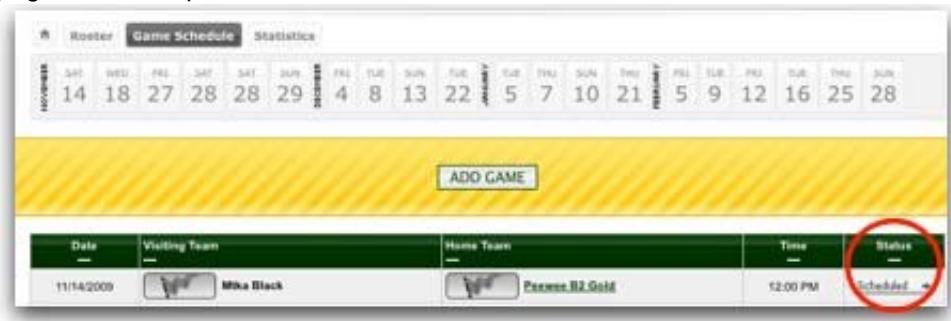 Roster Game Schedule Statistics
NOVEMBER SAT WED FRI SAT SAT SUN DECEMBER FRI TUE SUN TUE JANUARY TUE THU SUN THU FEBRUARY FRI TUE FRI TUE THU SUN
14 18 27 28 28 29 4 8 13 22 5 7 10 21 5 9 12 16 25 28
ADD GAME
Date Visiting Team Home Team Time Status
11/14/2009 Mika Black Peewee B2 Gold 12:00 PM Scheduled